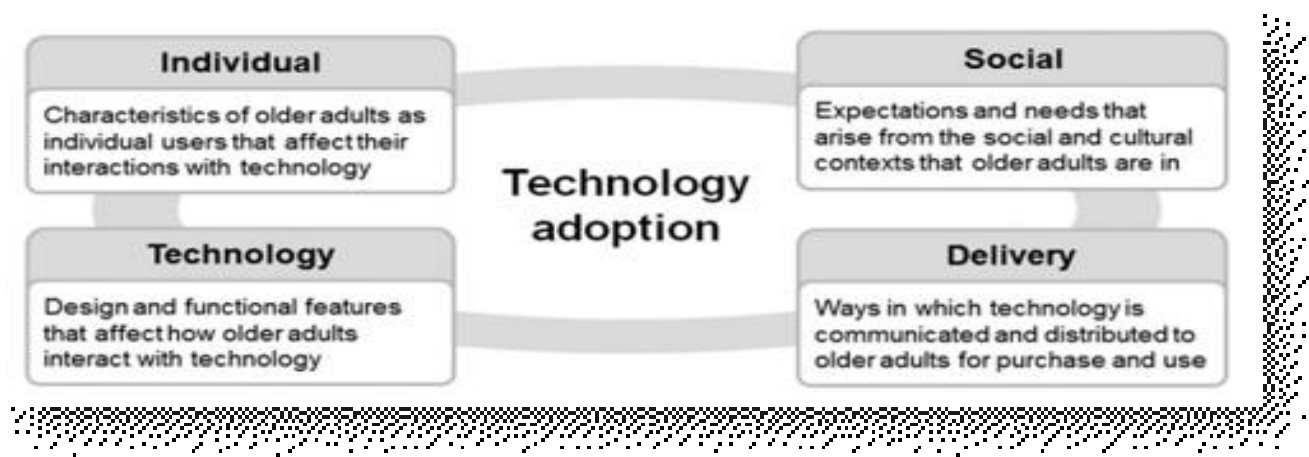 Individual
Characteristics of older adults as
individual users that affect their
interactions with technology
Social
Expectations and needs that
arise from the social and cultural
contexts that older adults are in
Technology
adoption
Technology
Design and functional features
that affect how older adults
interact with technology
Delivery
Ways in which technology is
communicated and distributed to
older adults for purchase and use